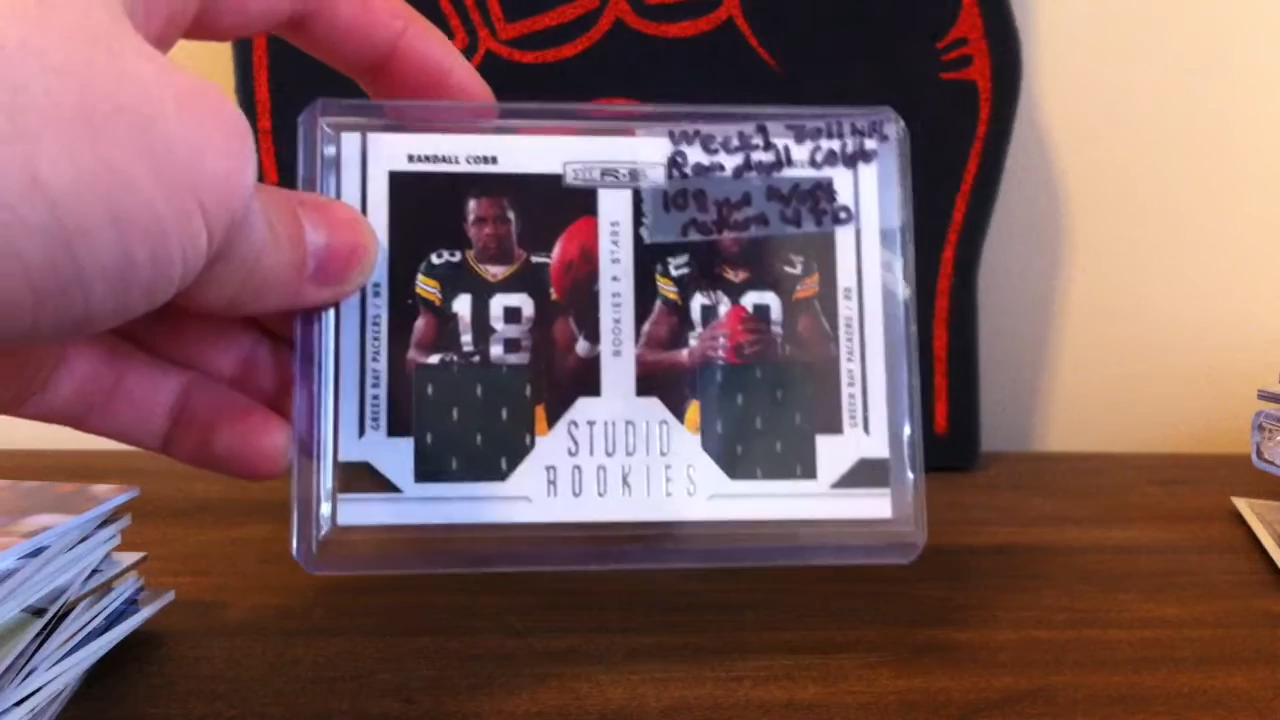 RANDALL COBB
R&S
Week 1 2011 NFL
Randall Cobb
108 yd
return 4 TD
GREEN BAY PACKERS / WR
18
ROOKIES & STARS
GREEN BAY PACKERS / RB
STUDIO
ROOKIES